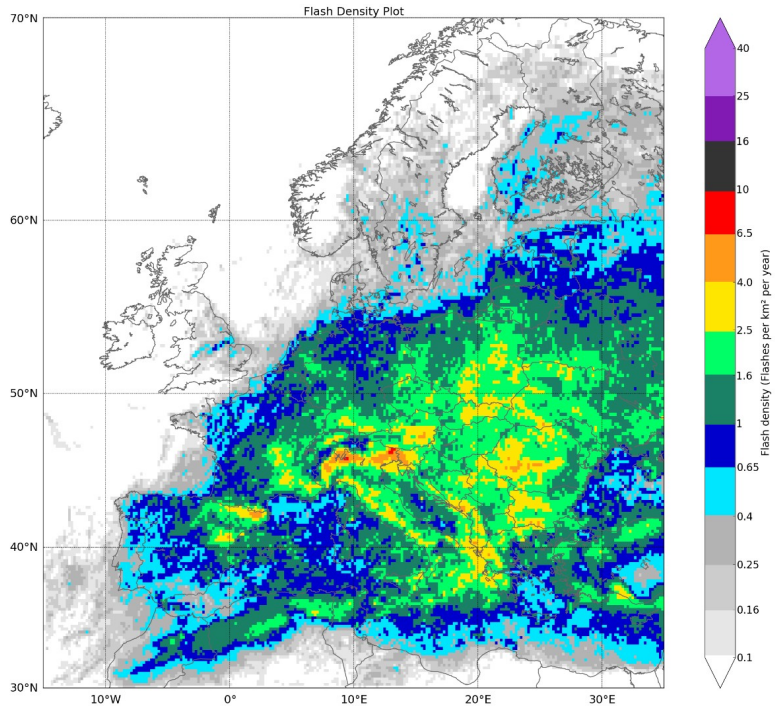 Flash Density Plot
70°N
60°N
50°N
40°N
30°N
10°W
0°
10°E
20°E
30°E
40
25
16
10
6.5
4.0
2.5
1.6
1
0.65
0.4
0.25
0.16
0.1
Flash density (Flashes per km² per year)